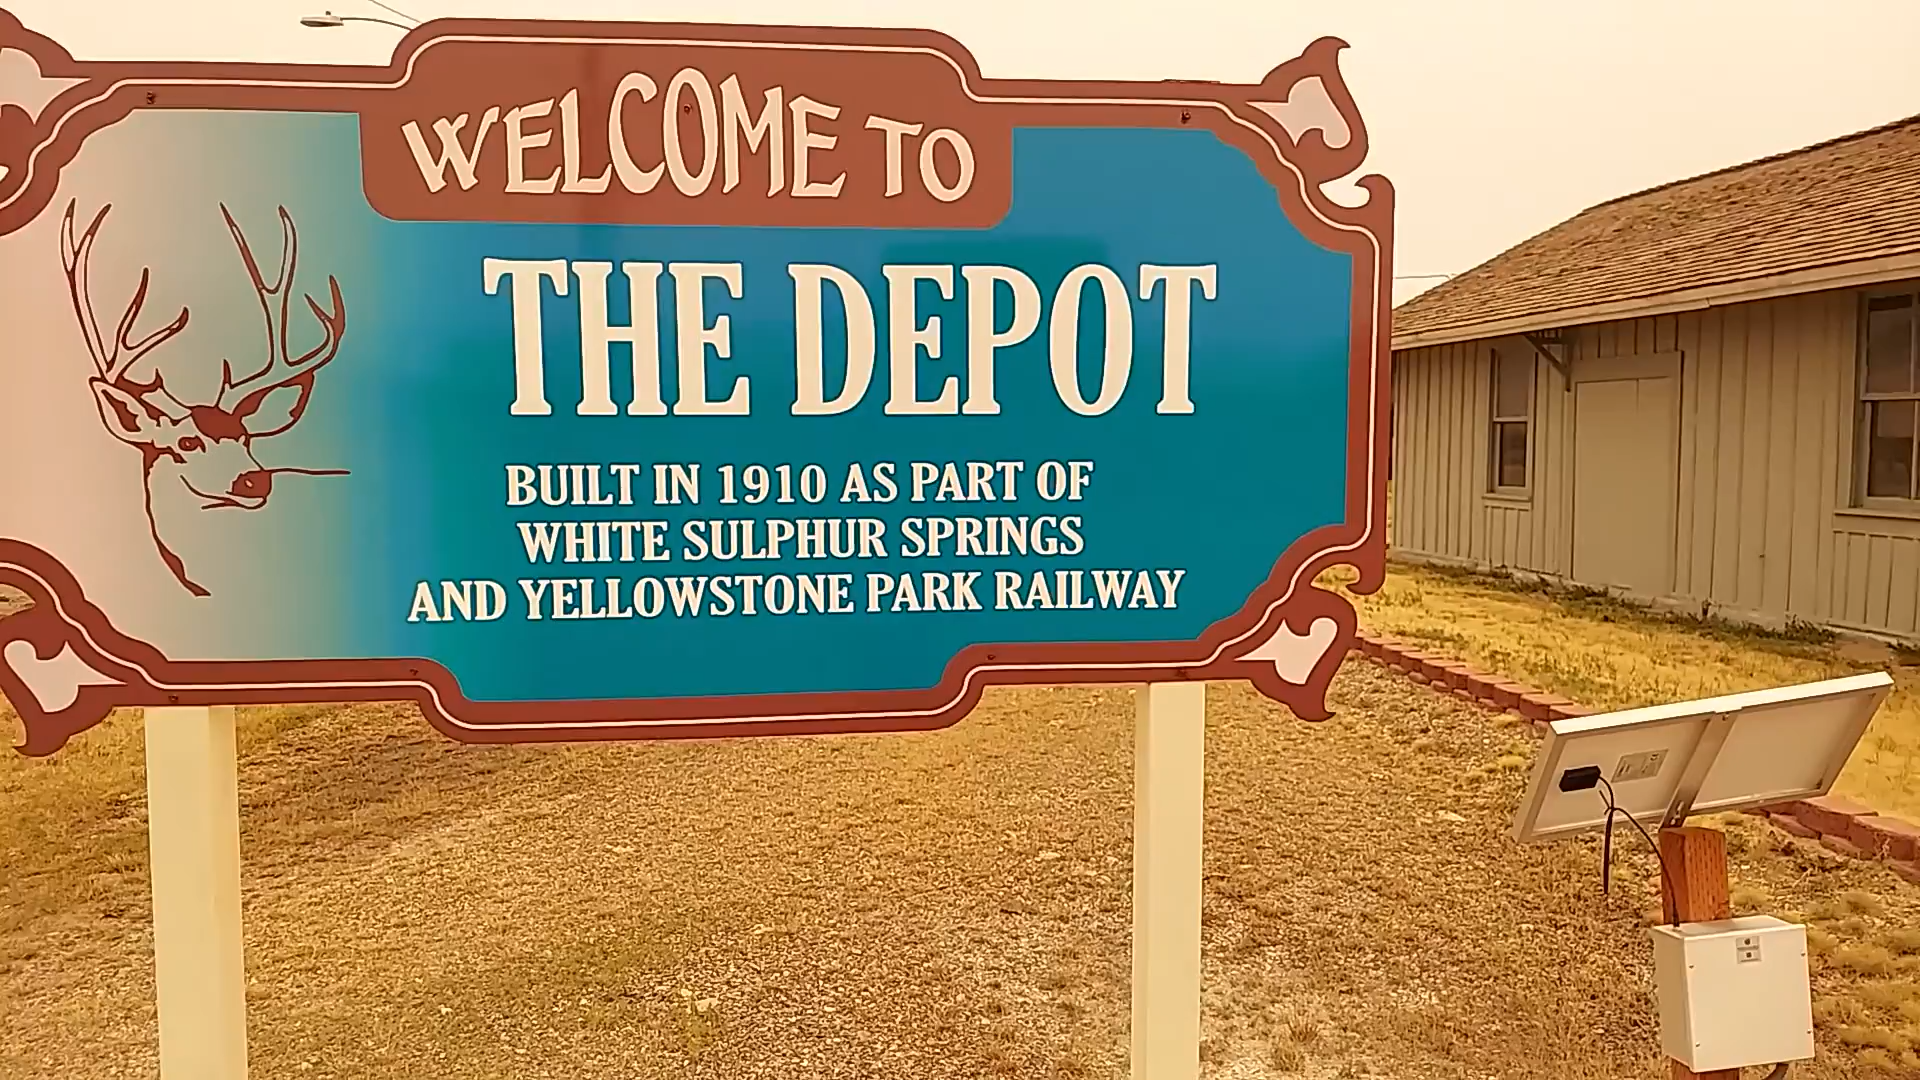 WELCOME TO
THE DEPOT
BUILT IN 1910 AS PART OF
WHITE SULPHUR SPRINGS
AND YELLOWSTONE PARK RAILWAY